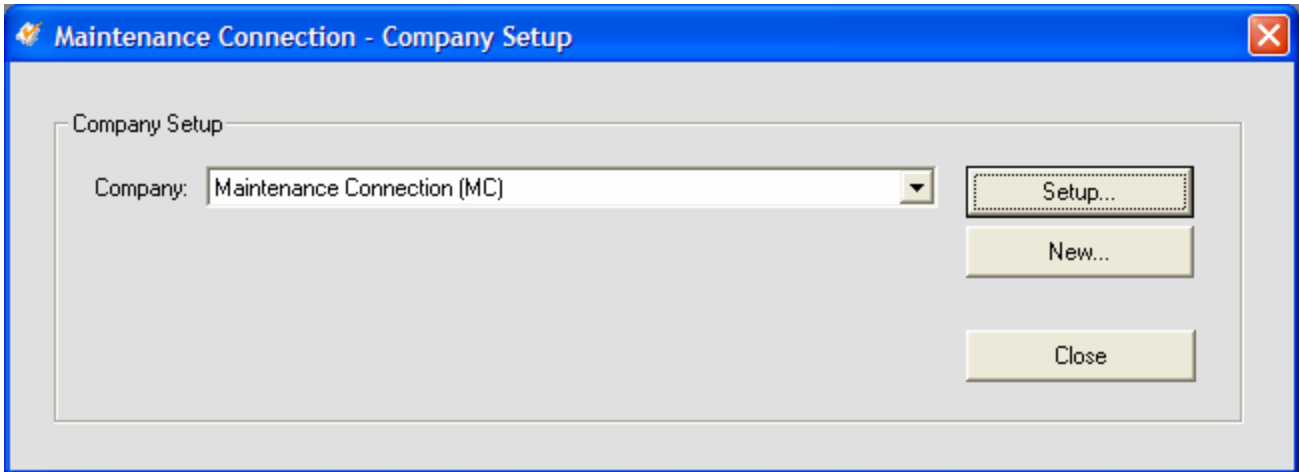 Maintenance Connection - Company Setup
Company Setup
Company: Maintenance Connection (MC) Setup...
New...
Close